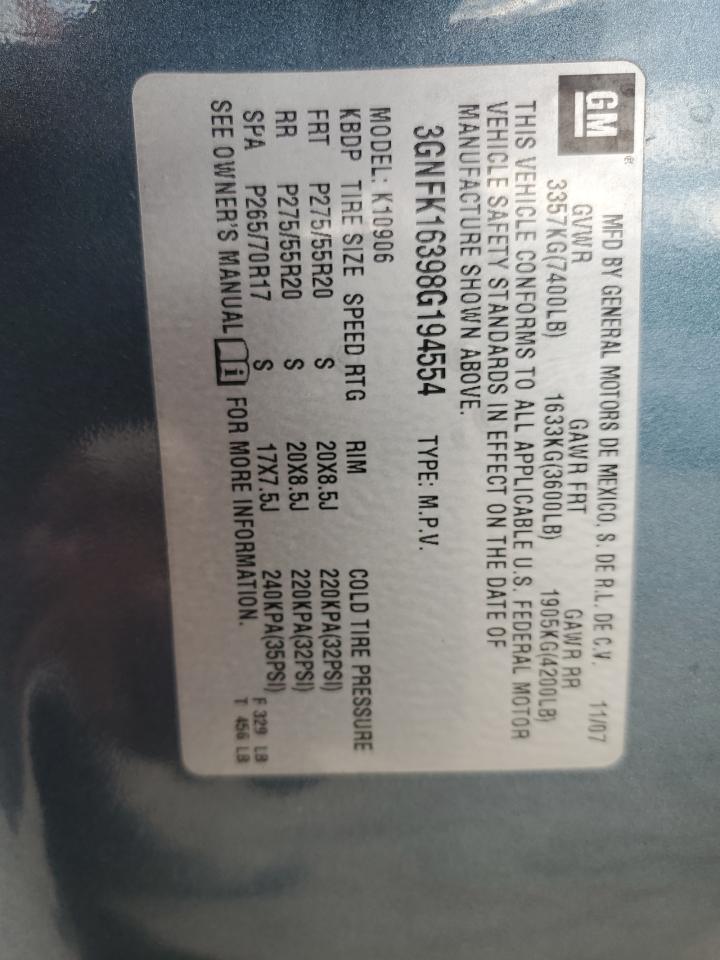 GM
MFD BY GENERAL MOTORS DE MEXICO, S. DE R.L. DE C.V. 11/07
GVWR GAWR FRT GAWR RR
3357KG(7400LB) 1633KG(3600LB) 1905KG(4200LB)
THIS VEHICLE CONFORMS TO ALL APPLICABLE U.S. FEDERAL MOTOR
VEHICLE SAFETY STANDARDS IN EFFECT ON THE DATE OF
MANUFACTURE SHOWN ABOVE.
3GNFK16398G194554 TYPE: M.P.V.
MODEL: K10906
KBDP TIRE SIZE SPEED RTG RIM COLD TIRE PRESSURE
FRT P275/55R20 S 20X8.5J 220KPA(32PSI)
RR P275/55R20 S 20X8.5J 220KPA(32PSI)
SPA P265/70R17 S 17X7.5J 240KPA(35PSI)
SEE OWNER'S MANUAL FOR MORE INFORMATION.
F 329 LB
T 456 LB